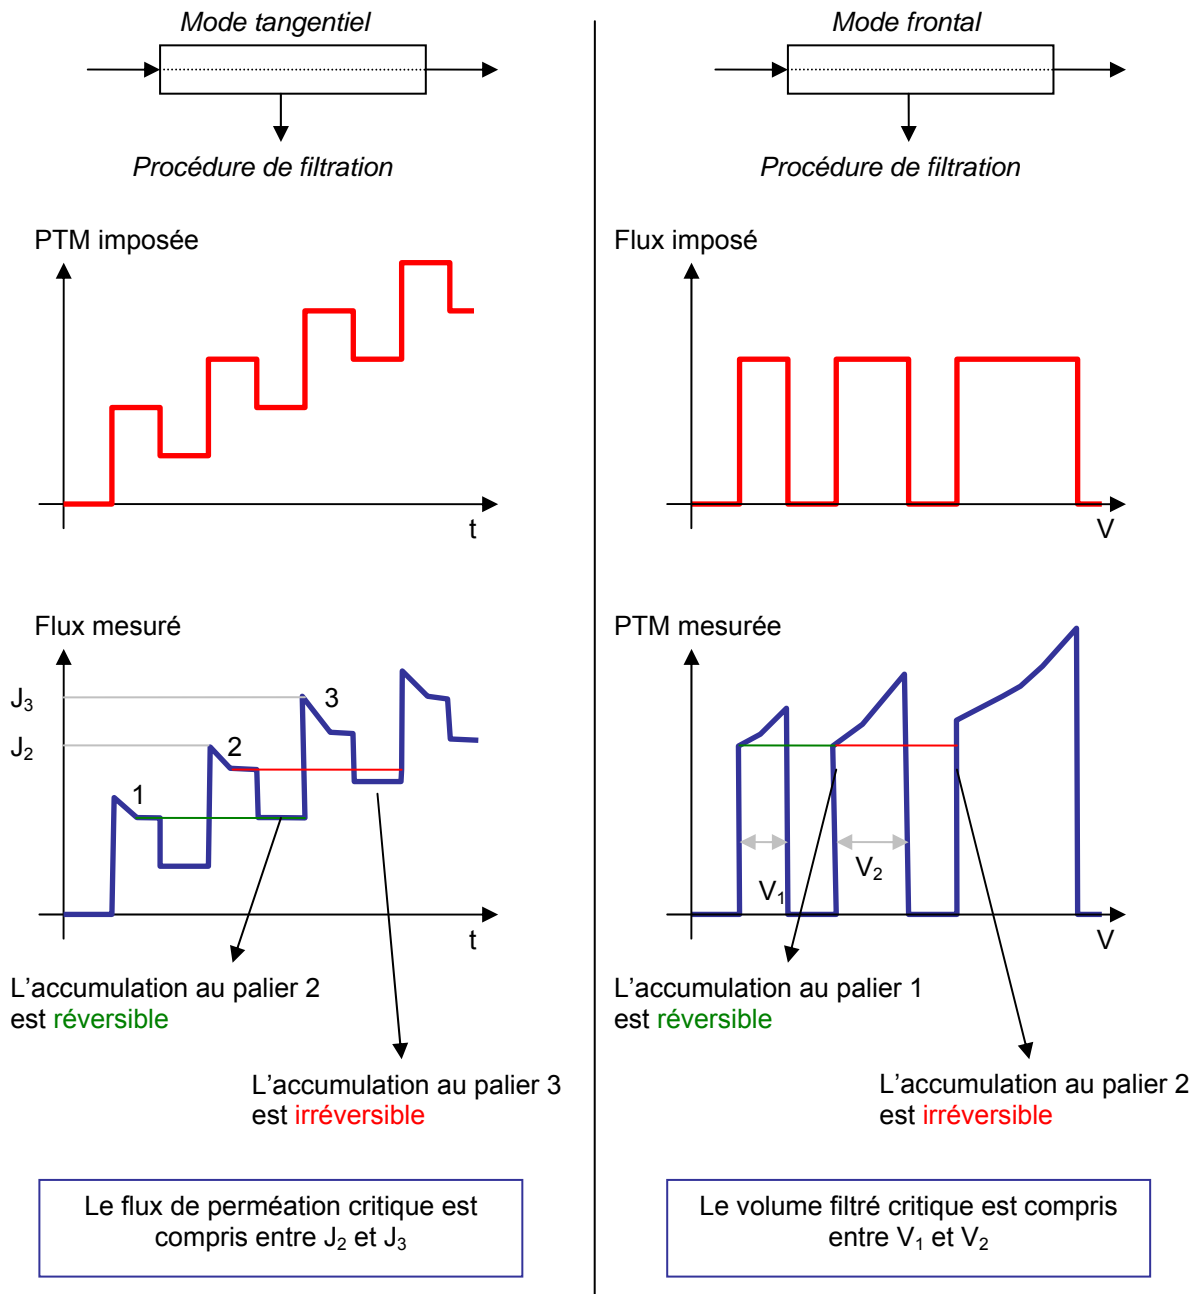 Mode tangentiel
Procédure de filtration
PTM imposée
t
Flux mesuré
J3
J2
1
2
3
t
L’accumulation au palier 2
est réversible
L’accumulation au palier 3
est irréversible
Le flux de perméation critique est
compris entre J2 et J3
Mode frontal
Procédure de filtration
Flux imposé
V
PTM mesurée
V1
V2
V
L’accumulation au palier 1
est réversible
L’accumulation au palier 2
est irréversible
Le volume filtré critique est compris
entre V1 et V2